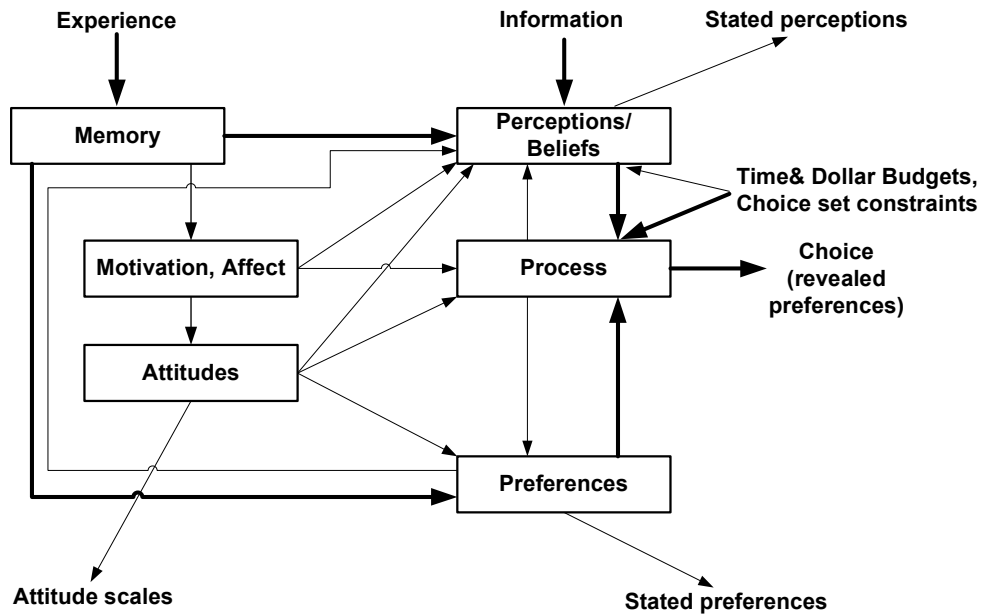 Experience
Information
Stated perceptions
Memory
Perceptions/
Beliefs
Time& Dollar Budgets,
Choice set constraints
Motivation, Affect
Process
Choice
(revealed
preferences)
Attitudes
Preferences
Attitude scales
Stated preferences